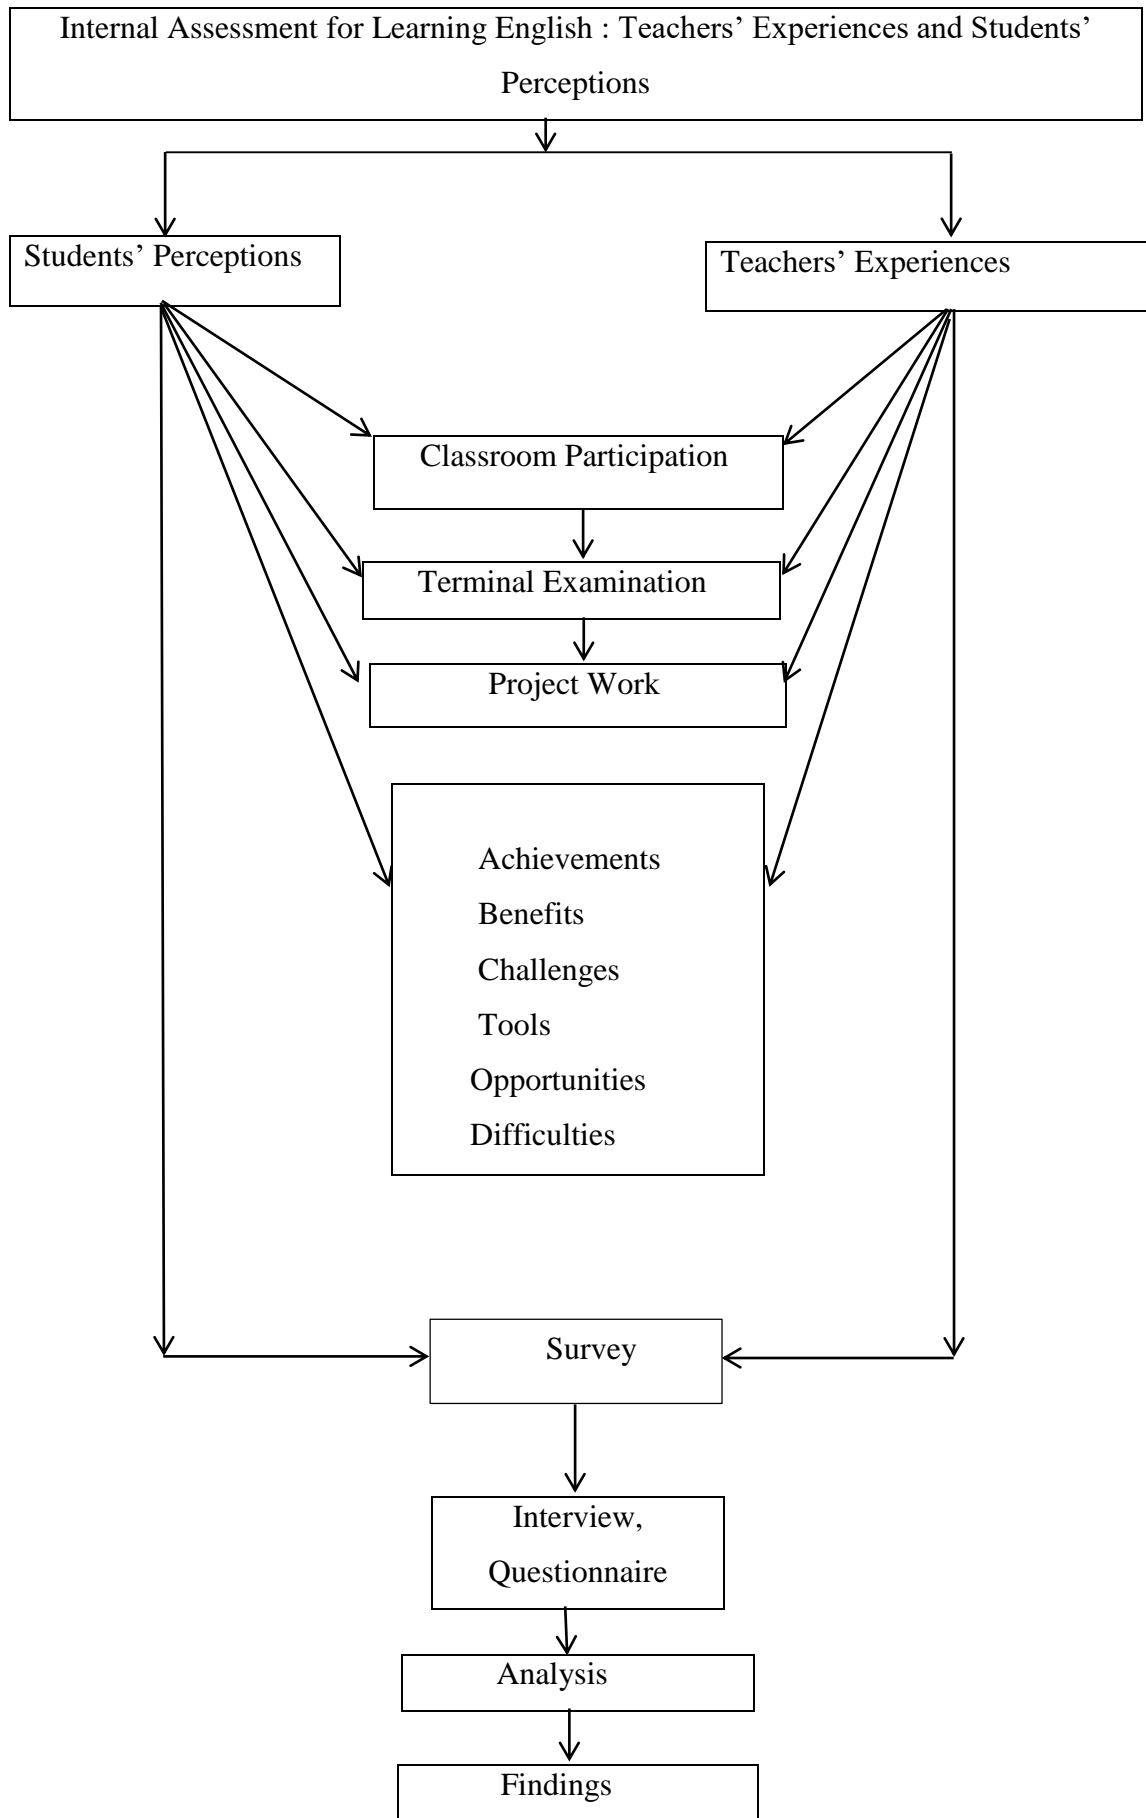 Internal Assessment for Learning English : Teachers’ Experiences and Students’
Perceptions
Students’ Perceptions
Teachers’ Experiences
Classroom Participation
Terminal Examination
Project Work
Achievements
Benefits
Challenges
Tools
Opportunities
Difficulties
Survey
Interview,
Questionnaire
Analysis
Findings